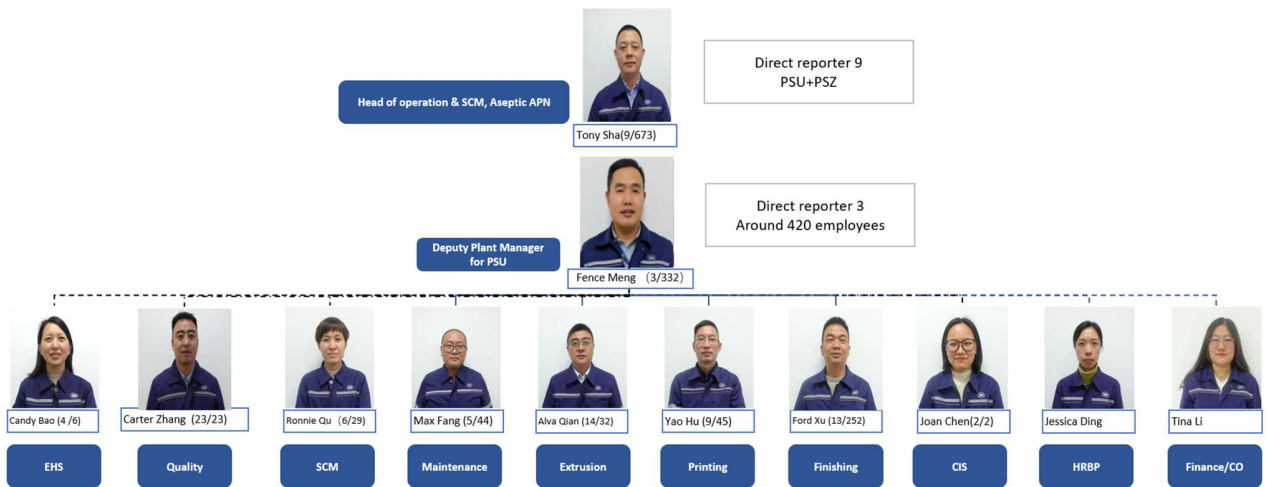 Direct reporter 9
PSU+PSZ
Head of operation & SCM, Aseptic APN
Tony Sha(9/673)
Direct reporter 3
Around 420 employees
Deputy Plant Manager
for PSU
Fence Meng （3/332）
Candy Bao (4 /6)
Carter Zhang (23/23)
Ronnie Qu （6/29)
Max Fang (5/44)
Alva Qian (14/32)
Yao Hu (9/45)
Ford Xu (13/252)
Joan Chen(2/2)
Jessica Ding
Tina Li
EHS
Quality
SCM
Maintenance
Extrusion
Printing
Finishing
CIS
HRBP
Finance/CO